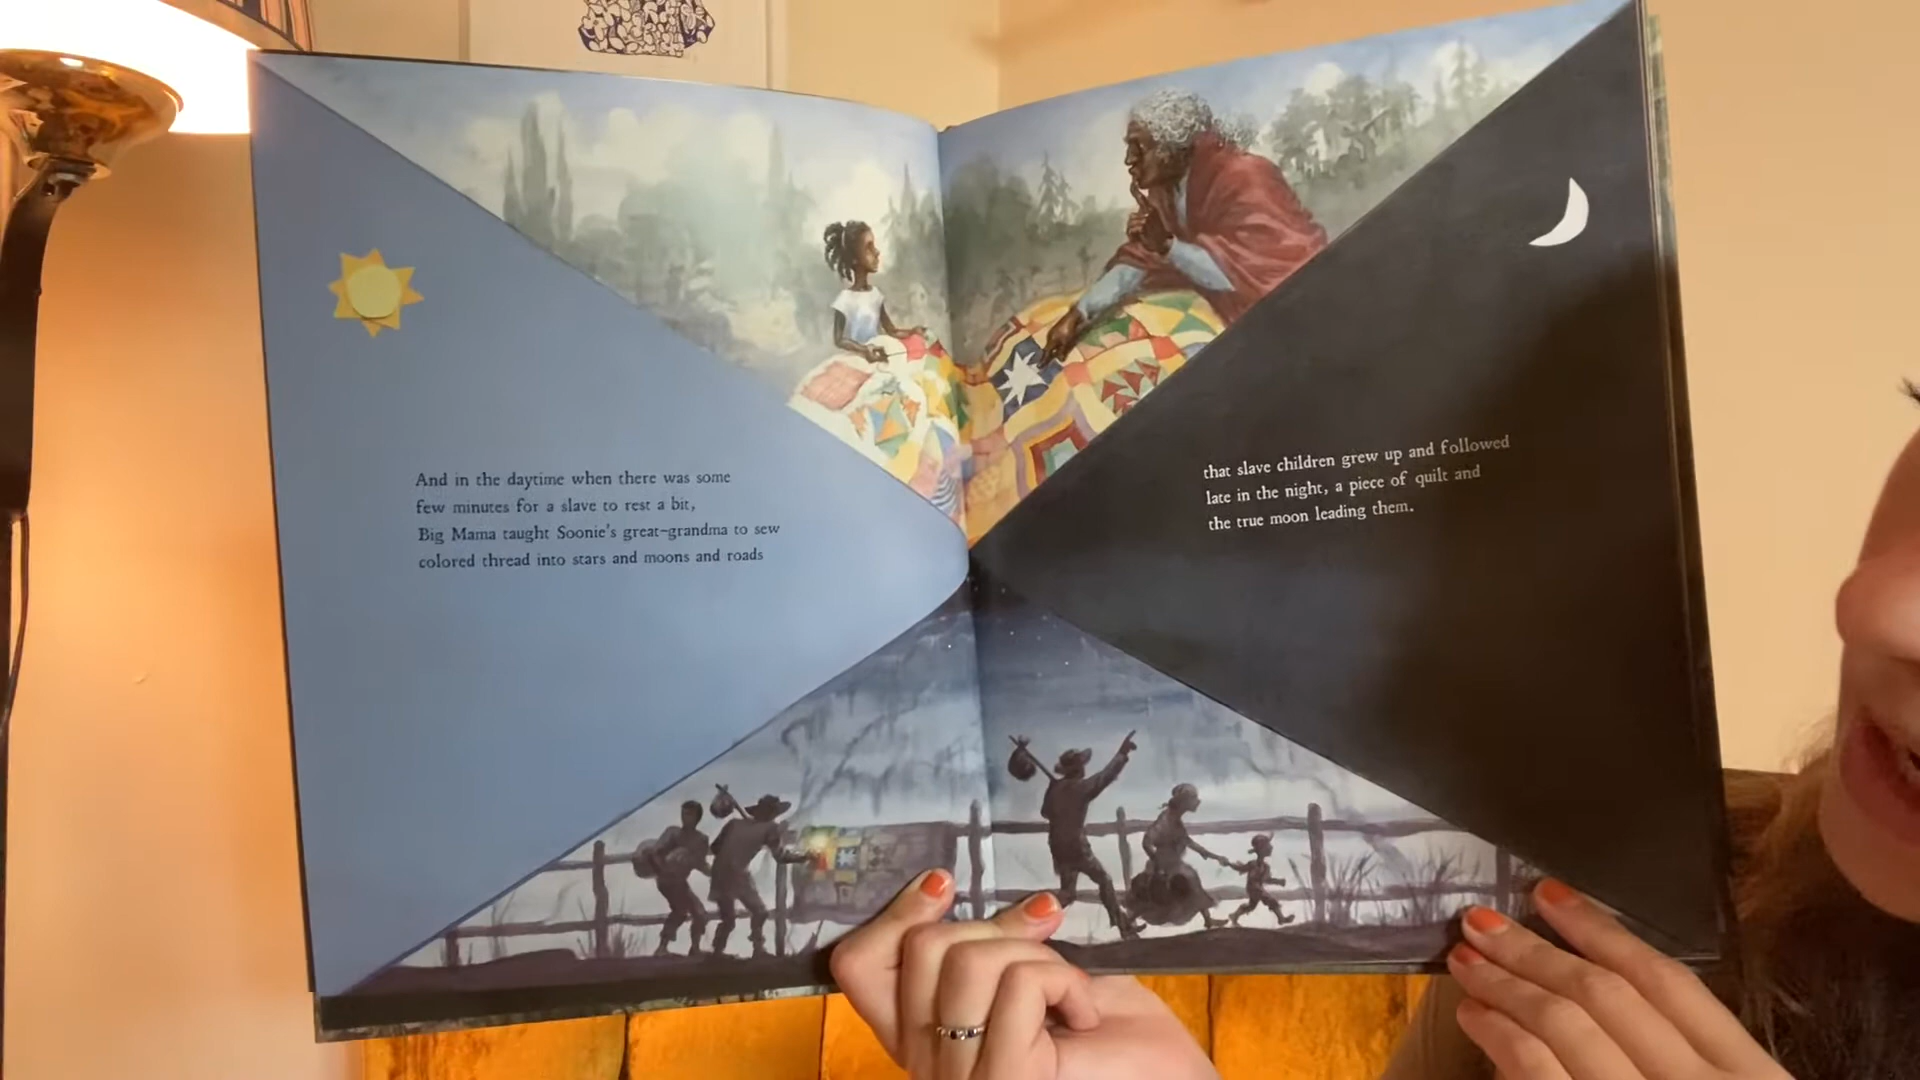 And in the daytime when there was some
few minutes for a slave to rest a bit,
Big Mama taught Soonie's great-grandma to sew
colored thread into stars and moons and roads
that slave children grew up and followed
late in the night, a piece of quilt and
the true moon leading them.